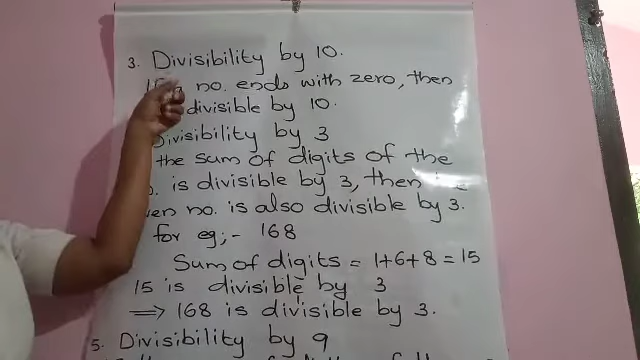 3. Divisibility by 10.
no. ends with zero, then
divisible by 10.
Divisibility by 3
the sum of digits of the
is divisible by 3, then
no. is also divisible by 3.
for eg;- 168
Sum of digits = 1+6+8 = 15
15 is divisible by 3
⟹ 168 is divisible by 3.
5. Divisibility by 9